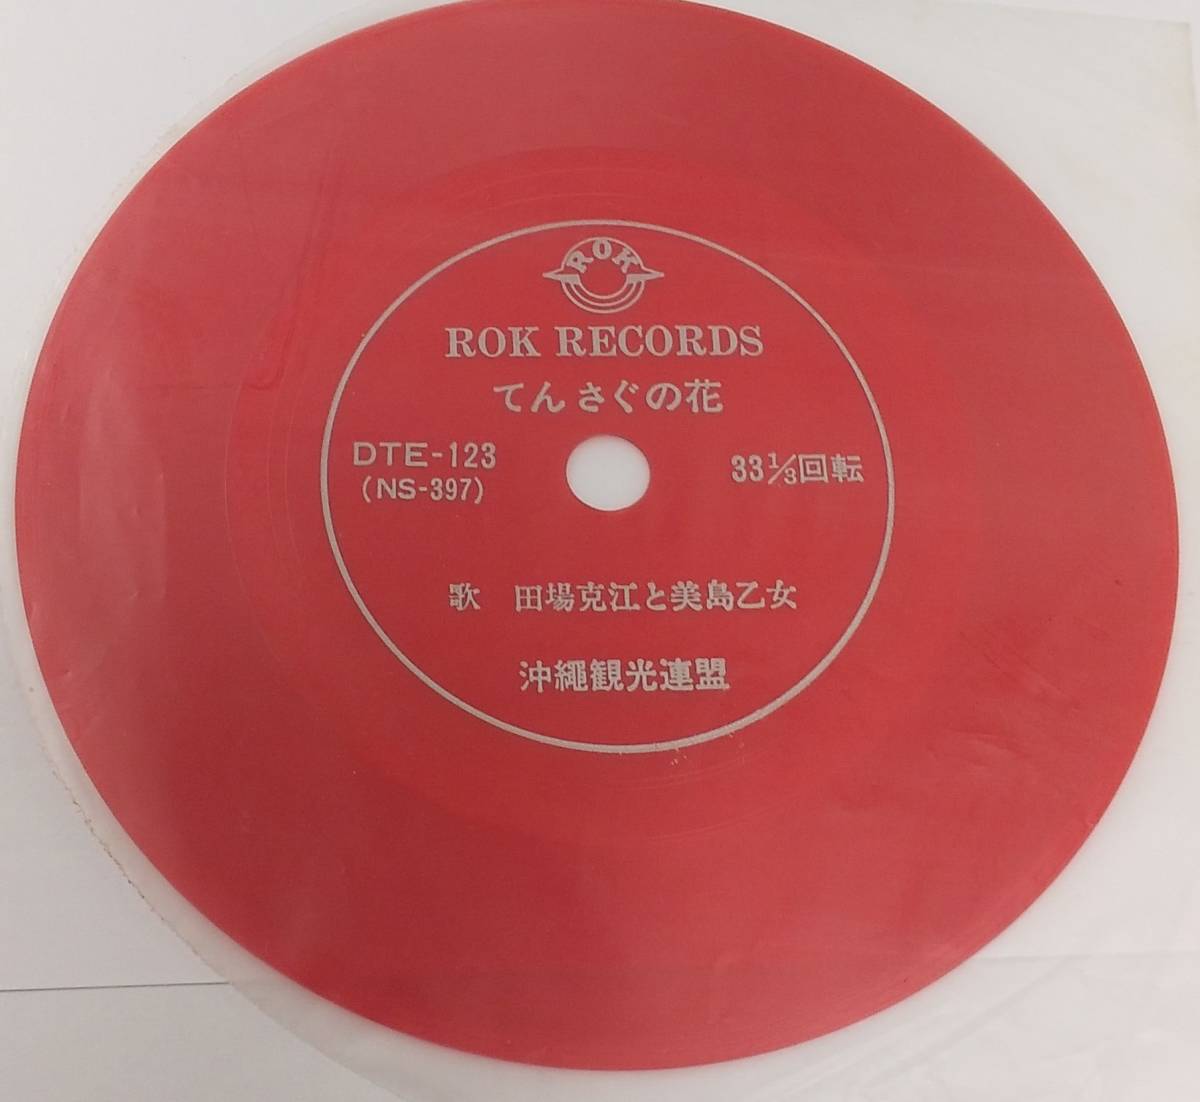 ROK
ROK RECORDS
てんさぐの花
DTE-123
(NS-397)
33⅓回転
歌 田場克江と美島乙女
沖繩観光連盟